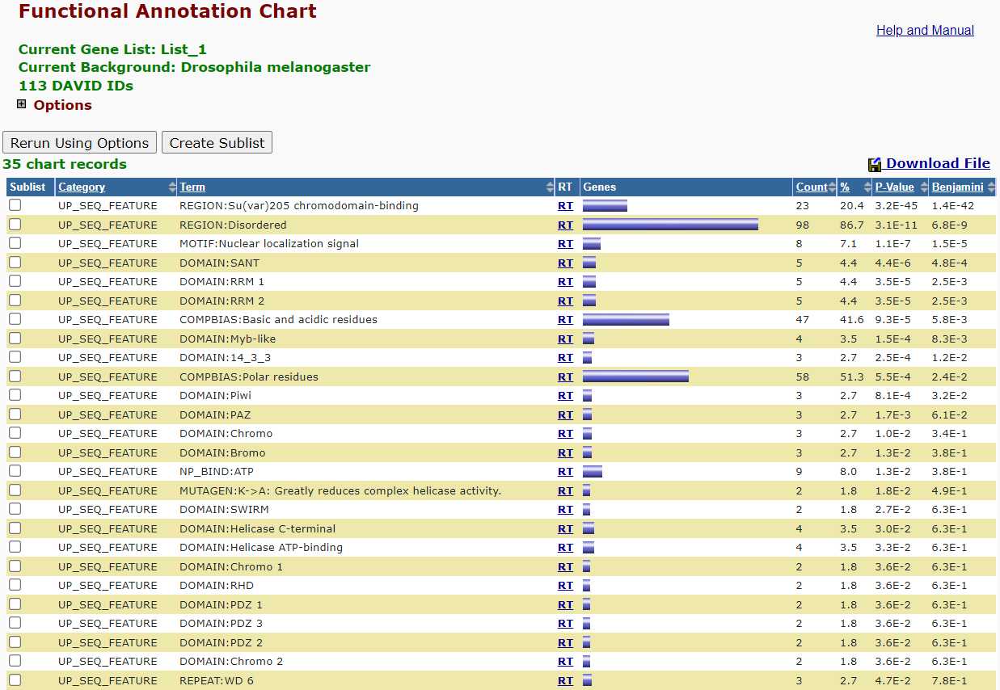 Functional Annotation Chart
Help and Manual
Current Gene List: List_1
Current Background: Drosophila melanogaster
113 DAVID IDs
Options
Rerun Using Options Create Sublist
35 chart records Download File
Sublist Category Term RT Genes Count % P-Value Benjamini
UP_SEQ_FEATURE REGION:Su(var)205 chromodomain-binding RT 23 20.4 3.2E-45 1.4E-42
UP_SEQ_FEATURE REGION:Disordered RT 98 86.7 3.1E-11 6.8E-9
UP_SEQ_FEATURE MOTIF:Nuclear localization signal RT 8 7.1 1.1E-7 1.5E-5
UP_SEQ_FEATURE DOMAIN:SANT RT 5 4.4 4.4E-6 4.8E-4
UP_SEQ_FEATURE DOMAIN:RRM 1 RT 5 4.4 3.5E-5 2.5E-3
UP_SEQ_FEATURE DOMAIN:RRM 2 RT 5 4.4 3.5E-5 2.5E-3
UP_SEQ_FEATURE COMPBIAS:Basic and acidic residues RT 47 41.6 9.3E-5 5.8E-3
UP_SEQ_FEATURE DOMAIN:Myb-like RT 4 3.5 1.5E-4 8.3E-3
UP_SEQ_FEATURE DOMAIN:14_3_3 RT 3 2.7 2.5E-4 1.2E-2
UP_SEQ_FEATURE COMPBIAS:Polar residues RT 58 51.3 5.5E-4 2.4E-2
UP_SEQ_FEATURE DOMAIN:Piwi RT 3 2.7 8.1E-4 3.2E-2
UP_SEQ_FEATURE DOMAIN:PAZ RT 3 2.7 1.7E-3 6.1E-2
UP_SEQ_FEATURE DOMAIN:Chromo RT 3 2.7 1.0E-2 3.4E-1
UP_SEQ_FEATURE DOMAIN:Bromo RT 3 2.7 1.3E-2 3.8E-1
UP_SEQ_FEATURE NP_BIND:ATP RT 9 8.0 1.3E-2 3.8E-1
UP_SEQ_FEATURE MUTAGEN:K->A: Greatly reduces complex helicase activity. RT 2 1.8 1.8E-2 4.9E-1
UP_SEQ_FEATURE DOMAIN:SWIRM RT 2 1.8 2.7E-2 6.3E-1
UP_SEQ_FEATURE DOMAIN:Helicase C-terminal RT 4 3.5 3.0E-2 6.3E-1
UP_SEQ_FEATURE DOMAIN:Helicase ATP-binding RT 4 3.5 3.3E-2 6.3E-1
UP_SEQ_FEATURE DOMAIN:Chromo 1 RT 2 1.8 3.6E-2 6.3E-1
UP_SEQ_FEATURE DOMAIN:RHD RT 2 1.8 3.6E-2 6.3E-1
UP_SEQ_FEATURE DOMAIN:PDZ 1 RT 2 1.8 3.6E-2 6.3E-1
UP_SEQ_FEATURE DOMAIN:PDZ 3 RT 2 1.8 3.6E-2 6.3E-1
UP_SEQ_FEATURE DOMAIN:PDZ 2 RT 2 1.8 3.6E-2 6.3E-1
UP_SEQ_FEATURE DOMAIN:Chromo 2 RT 2 1.8 3.6E-2 6.3E-1
UP_SEQ_FEATURE REPEAT:WD 6 RT 3 2.7 4.7E-2 7.8E-1